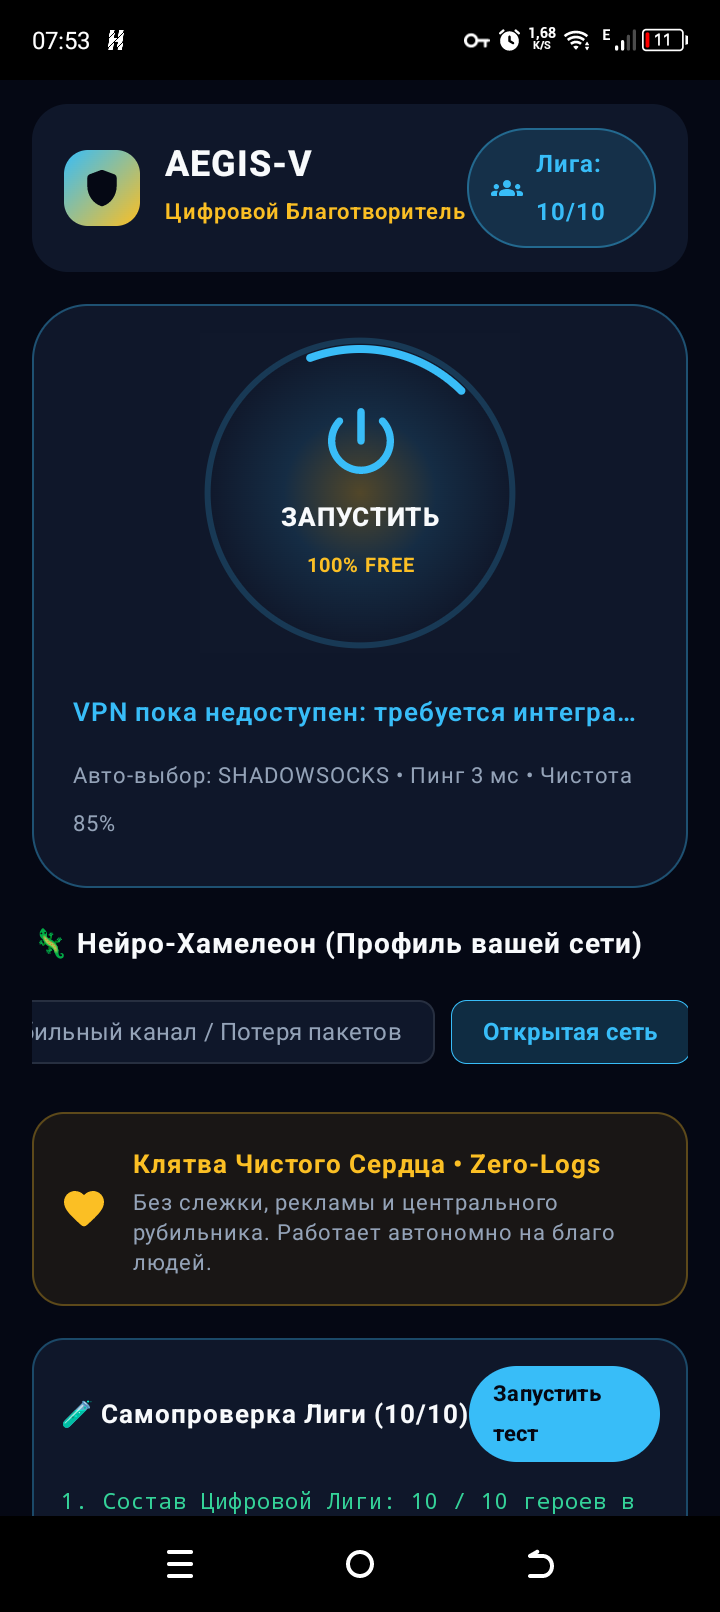 07:53
1,68
K/S
E
11
AEGIS-V
Цифровой Благотворитель
Лига:
10/10
ЗАПУСТИТЬ
100% FREE
VPN пока недоступен: требуется интегра…
Авто-выбор: SHADOWSOCKS • Пинг 3 мс • Чистота
85%
Нейро-Хамелеон (Профиль вашей сети)
бильный канал / Потеря пакетов
Открытая сеть
Клятва Чистого Сердца • Zero-Logs
Без слежки, рекламы и центрального
рубильника. Работает автономно на благо
людей.
Самопроверка Лиги (10/10)
Запустить
тест
1. Состав Цифровой Лиги: 10 / 10 героев в